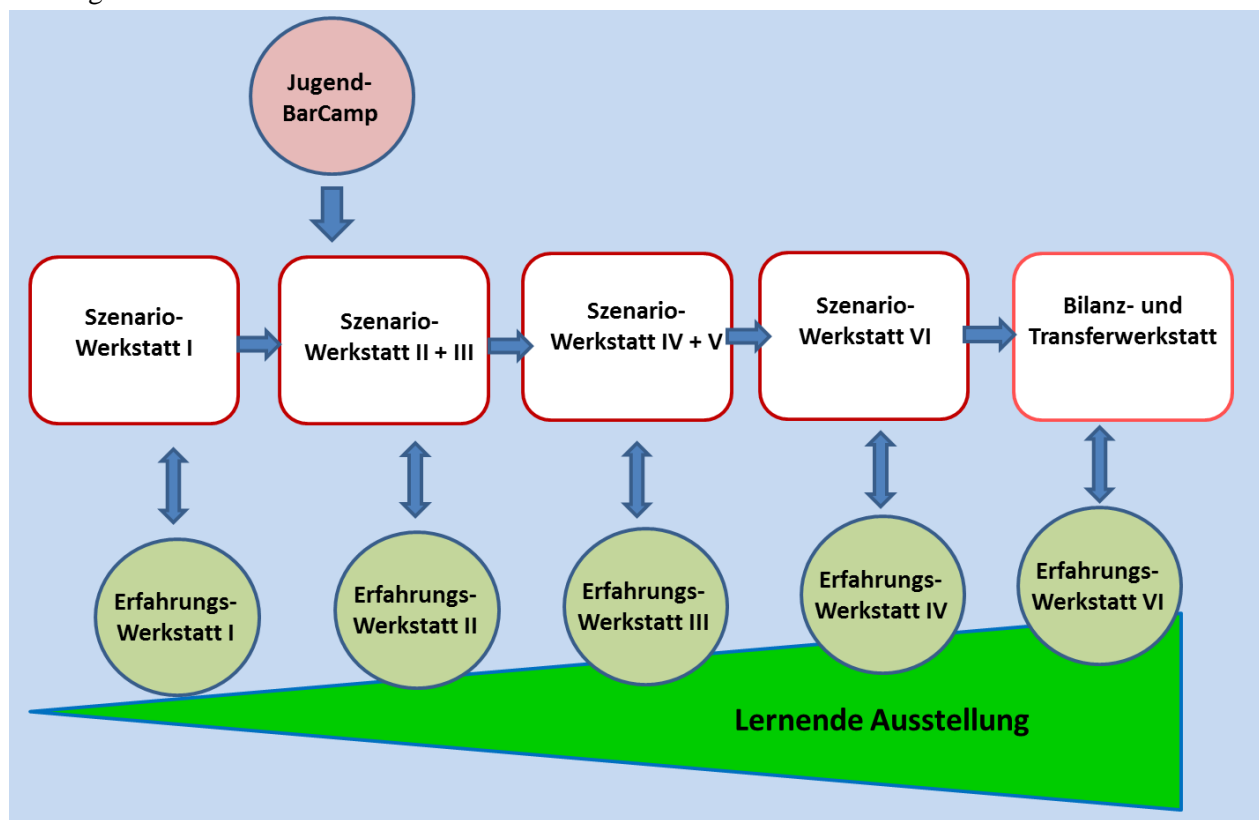 Jugend-
BarCamp
Szenario-
Werkstatt I
Szenario-
Werkstatt II + III
Szenario-
Werkstatt IV + V
Szenario-
Werkstatt VI
Bilanz- und
Transferwerkstatt
Erfahrungs-
Werkstatt I
Erfahrungs-
Werkstatt II
Erfahrungs-
Werkstatt III
Erfahrungs-
Werkstatt IV
Erfahrungs-
Werkstatt VI
Lernende Ausstellung